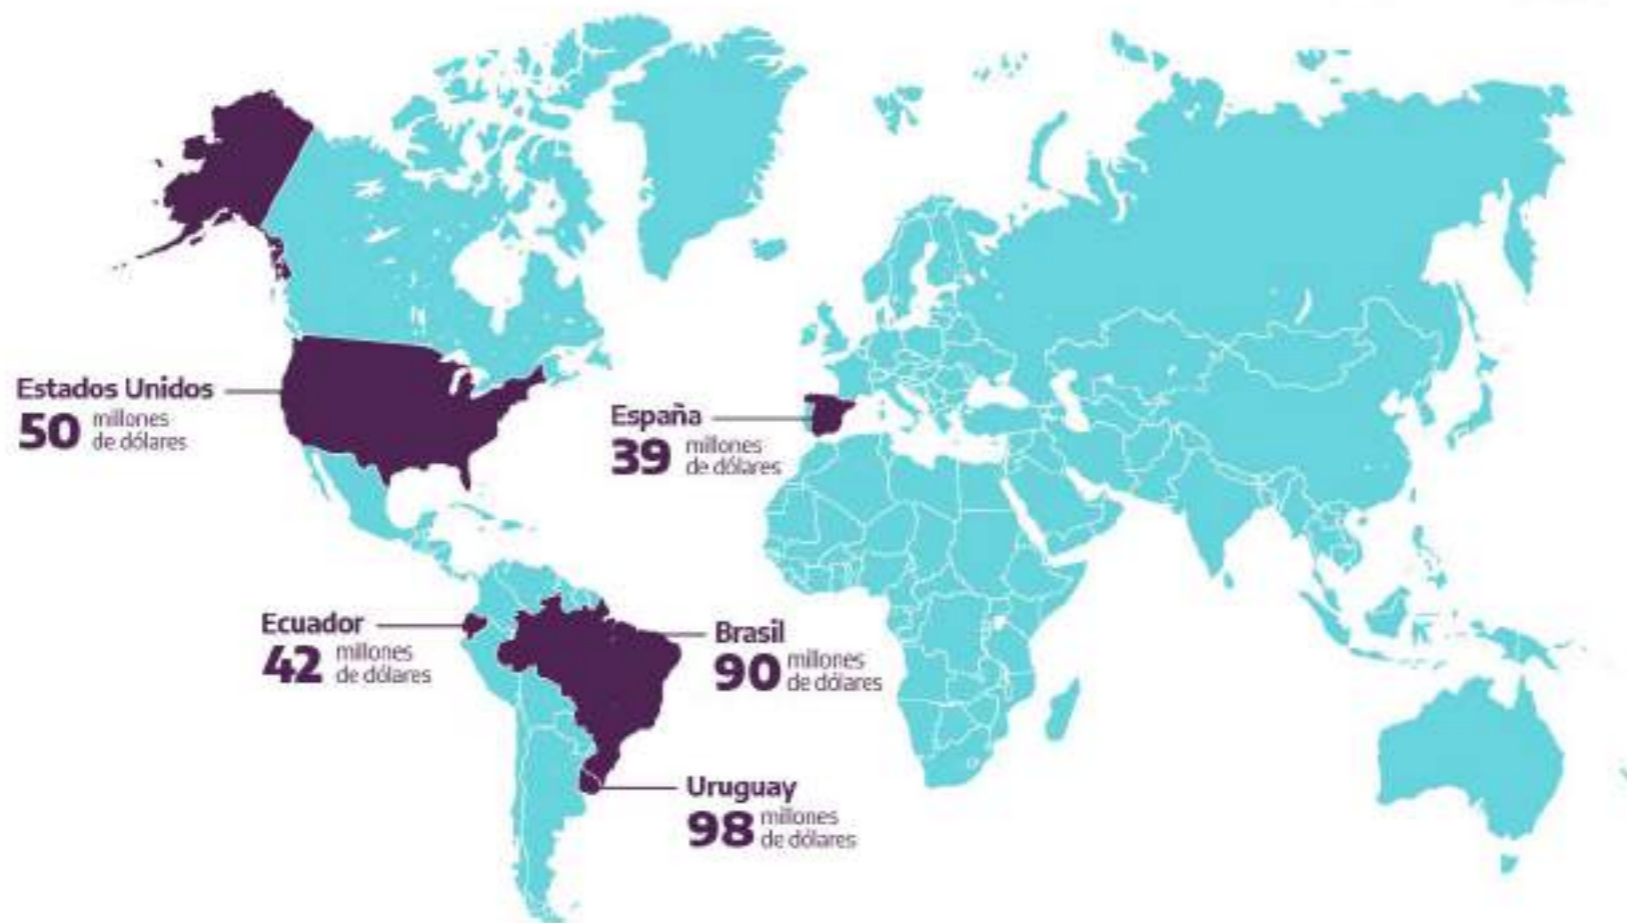 Estados Unidos
50 millones
de dólares
España
39 millones
de dólares
Ecuador
42 millones
de dólares
Brasil
90 millones
de dólares
Uruguay
98 millones
de dólares